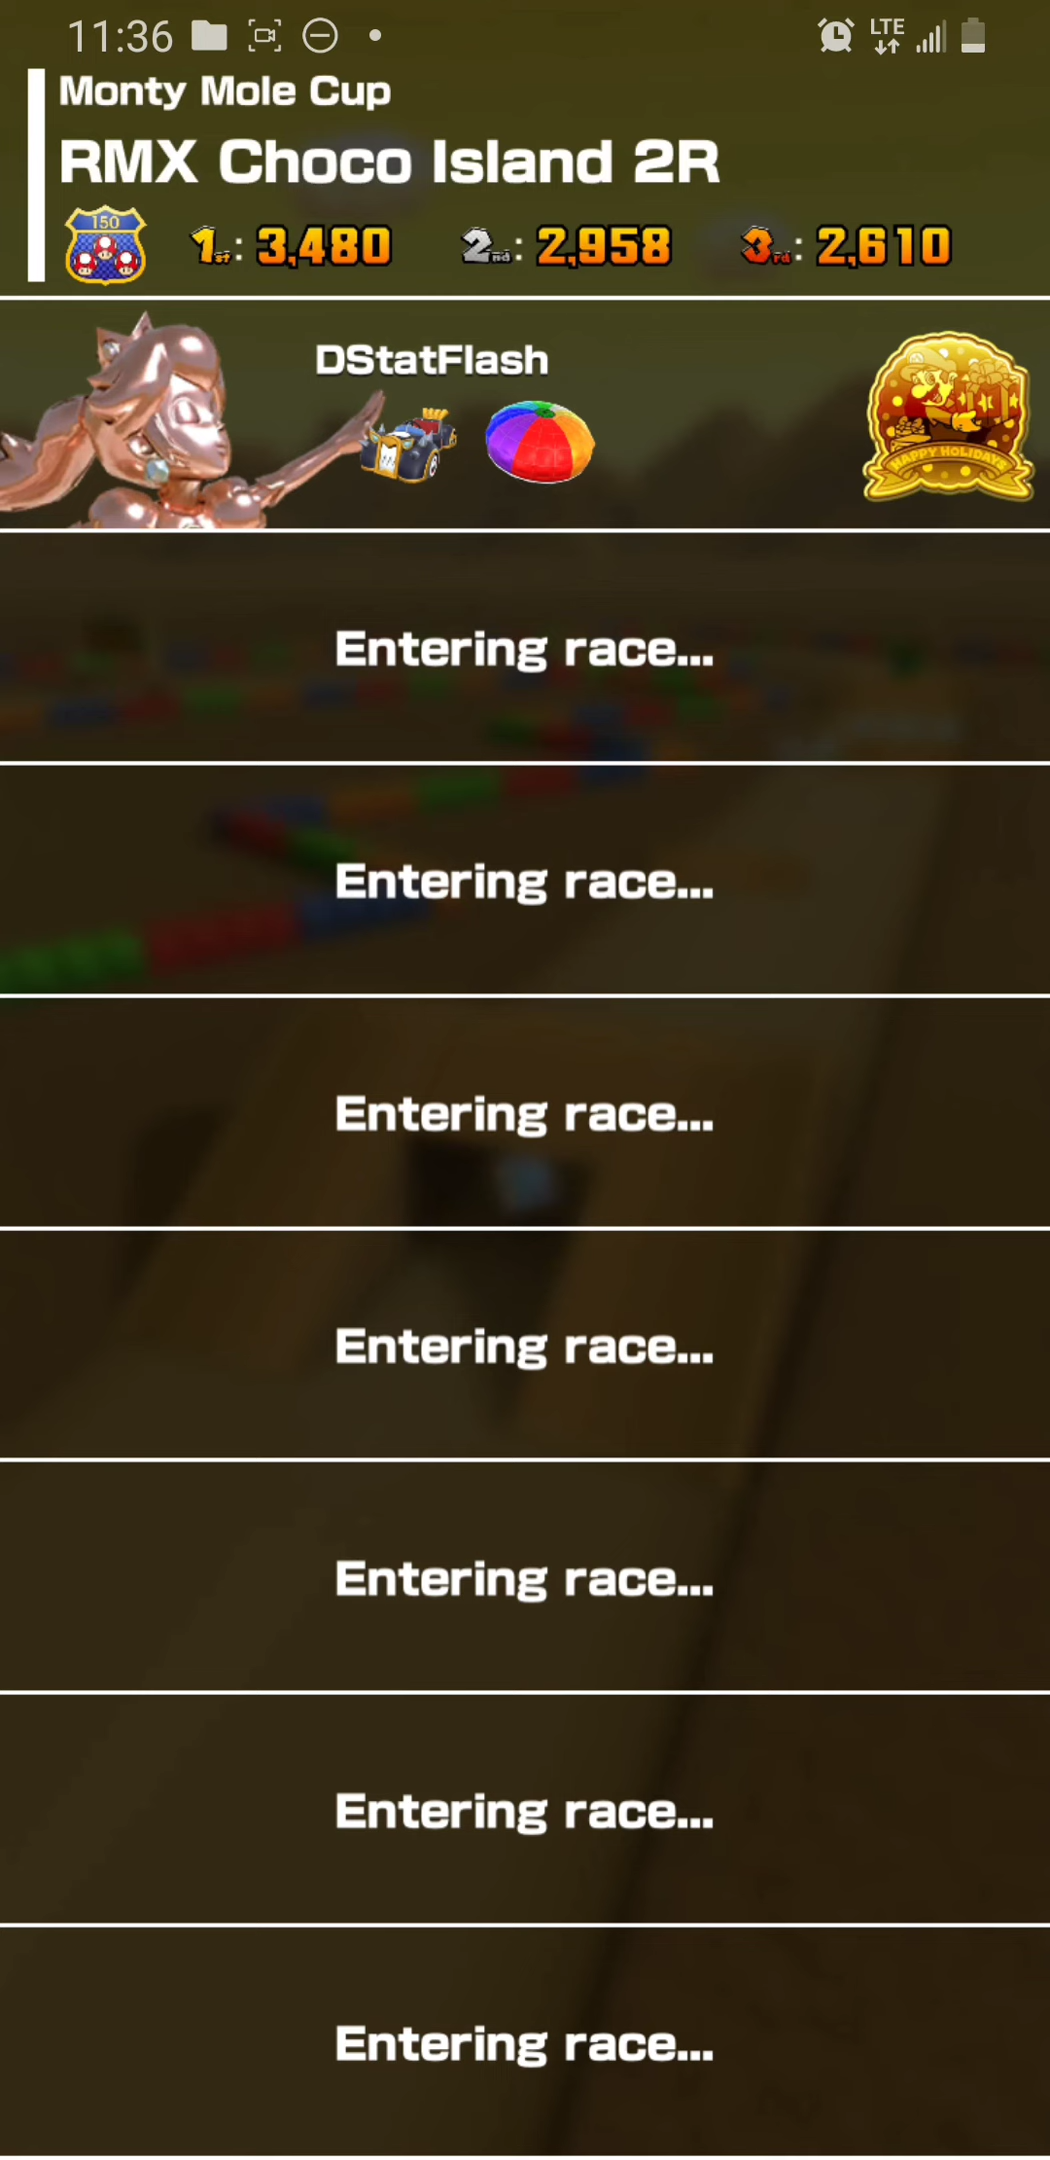 11:36 LTE
Monty Mole Cup
RMX Choco Island 2R
150 1st: 3,480 2nd: 2,958 3rd: 2,610
DStatFlash
HAPPY HOLIDAYS
Entering race...
Entering race...
Entering race...
Entering race...
Entering race...
Entering race...
Entering race...